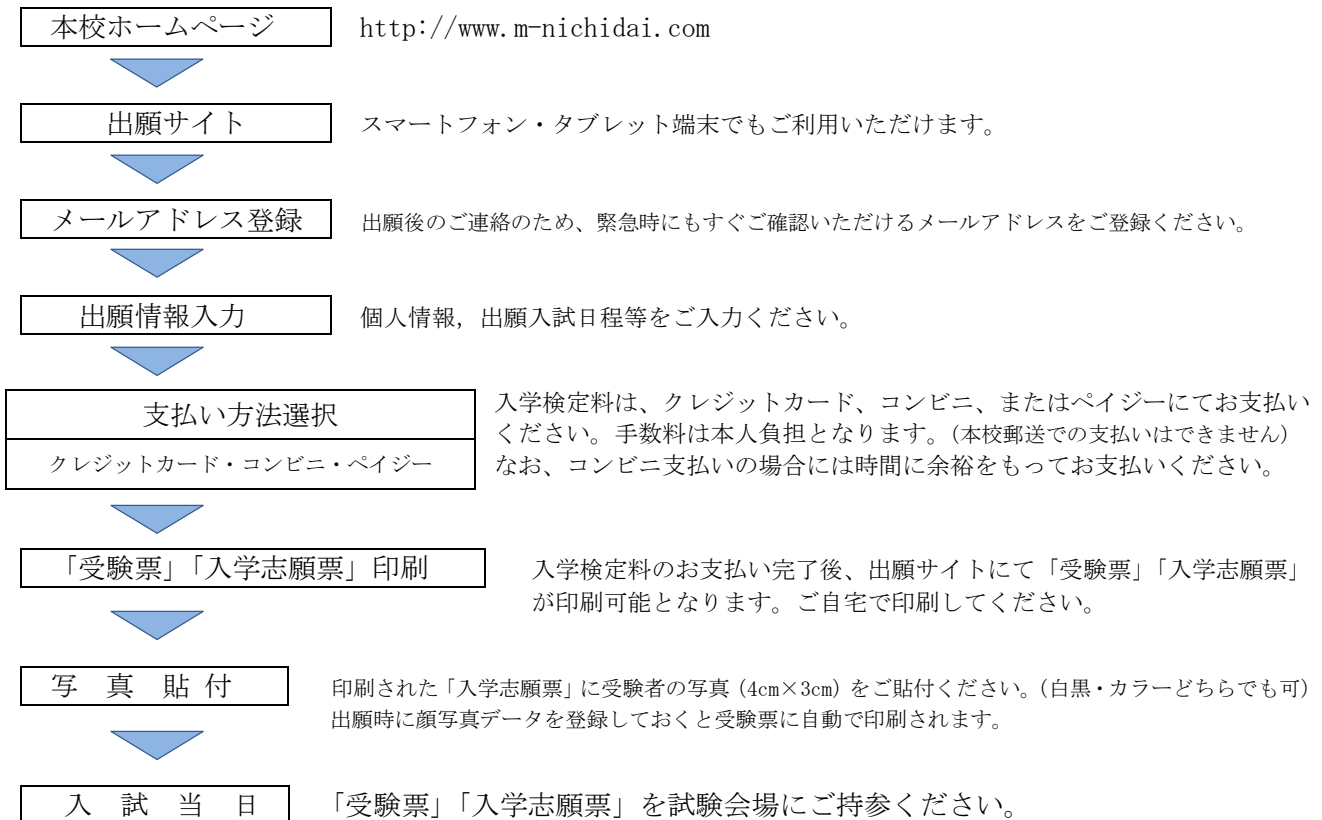 本校ホームページ
http://www.m-nichidai.com
出願サイト
スマートフォン・タブレット端末でもご利用いただけます。
メールアドレス登録
出願後のご連絡のため、緊急時にもすぐご確認いただけるメールアドレスをご登録ください。
出願情報入力
個人情報，出願入試日程等をご入力ください。
支払い方法選択
クレジットカード・コンビニ・ペイジー
入学検定料は、クレジットカード、コンビニ、またはペイジーにてお支払い
ください。手数料は本人負担となります。(本校郵送での支払いはできません)
なお、コンビニ支払いの場合には時間に余裕をもってお支払いください。
「受験票」「入学志願票」印刷
入学検定料のお支払い完了後、出願サイトにて「受験票」「入学志願票」
が印刷可能となります。ご自宅で印刷してください。
写　真　貼 付
印刷された「入学志願票」に受験者の写真（4cm×3cm）をご貼付ください。(白黒・カラーどちらでも可)
出願時に顔写真データを登録しておくと受験票に自動で印刷されます。
入　試　当　日
「受験票」「入学志願票」を試験会場にご持参ください。